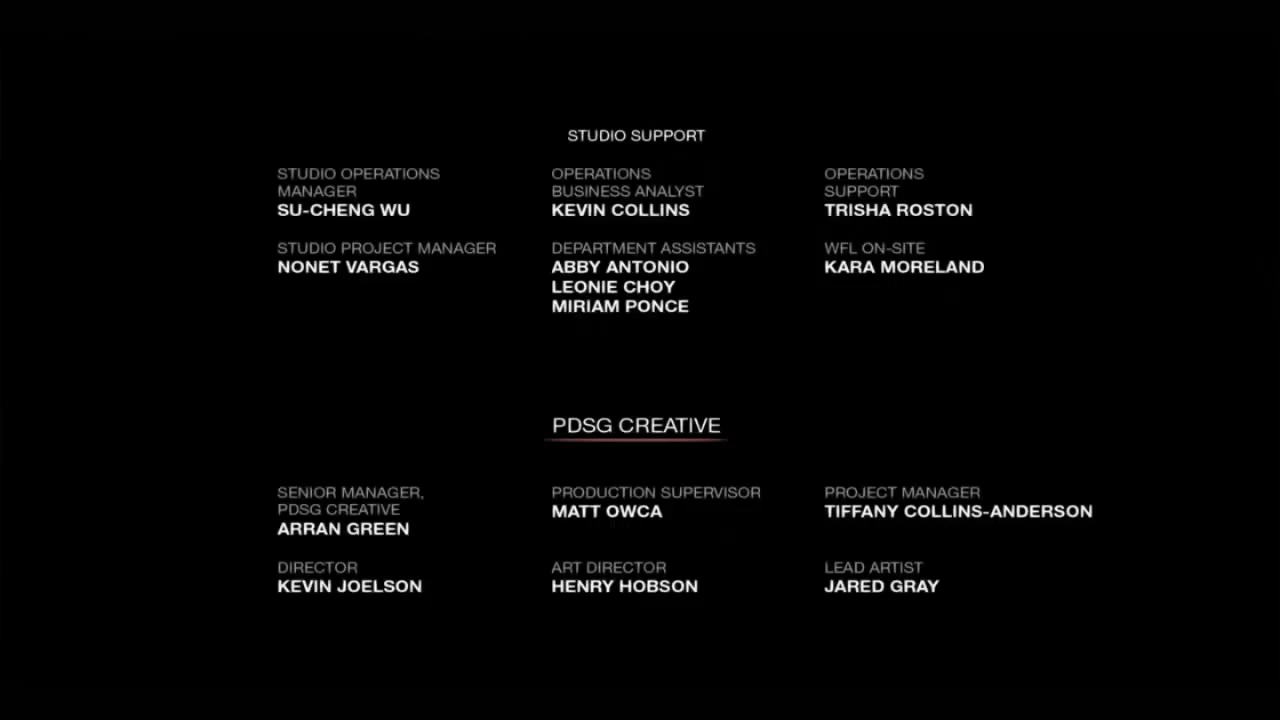 STUDIO SUPPORT
STUDIO OPERATIONS
MANAGER
SU-CHENG WU
OPERATIONS
BUSINESS ANALYST
KEVIN COLLINS
OPERATIONS
SUPPORT
TRISHA ROSTON
STUDIO PROJECT MANAGER
NONET VARGAS
DEPARTMENT ASSISTANTS
ABBY ANTONIO
LEONIE CHOY
MIRIAM PONCE
WFL ON-SITE
KARA MORELAND
PDSG CREATIVE
SENIOR MANAGER,
PDSG CREATIVE
ARRAN GREEN
PRODUCTION SUPERVISOR
MATT OWCA
PROJECT MANAGER
TIFFANY COLLINS-ANDERSON
DIRECTOR
KEVIN JOELSON
ART DIRECTOR
HENRY HOBSON
LEAD ARTIST
JARED GRAY